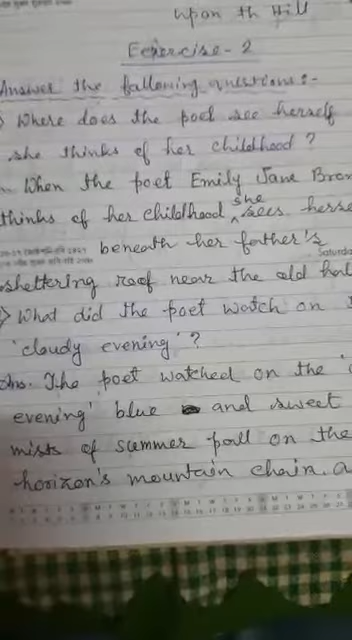 upon th Hill
Exercise - 2
Answer the following questions :-
Where does the poet see herself
she thinks of her childhood ?
When the poet Emily Jane Bron
thinks of her childhood, she sees herse
beneath her father's
Saturda
sheltering roof near the old hal
What did the poet watch on
'cloudy evening' ?
Ans. The poet watched on the
evening' blue and sweet
mists of summer fall on the
horizon's mountain chain. a